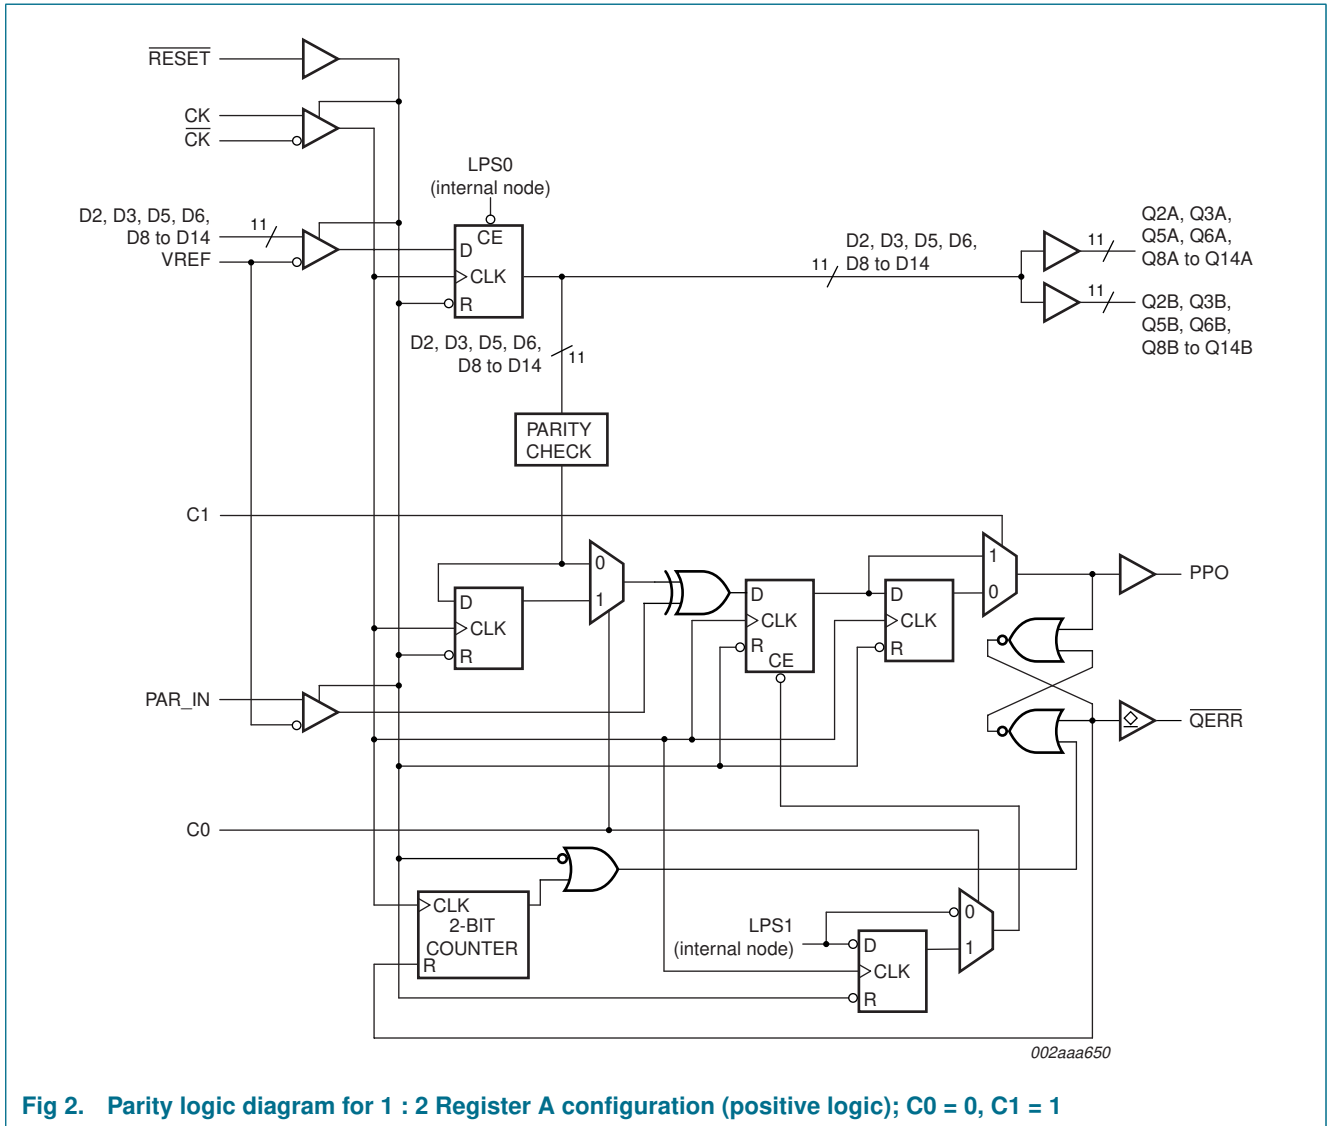 RESET
CK
CK
LPS0
(internal node)
D2, D3, D5, D6,
D8 to D14
11
VREF
CE
D
CLK
R
D2, D3, D5, D6,
D8 to D14
11
11
Q2A, Q3A,
Q5A, Q6A,
Q8A to Q14A
11
Q2B, Q3B,
Q5B, Q6B,
Q8B to Q14B
D2, D3, D5, D6,
D8 to D14
11
PARITY
CHECK
C1
0
1
D
CLK
R
D
CLK
R
CE
D
CLK
R
1
0
PPO
PAR_IN
QERR
C0
CLK
2-BIT
COUNTER
R
LPS1
(internal node)
D
CLK
R
0
1
002aaa650
Fig 2. Parity logic diagram for 1 : 2 Register A configuration (positive logic); C0 = 0, C1 = 1